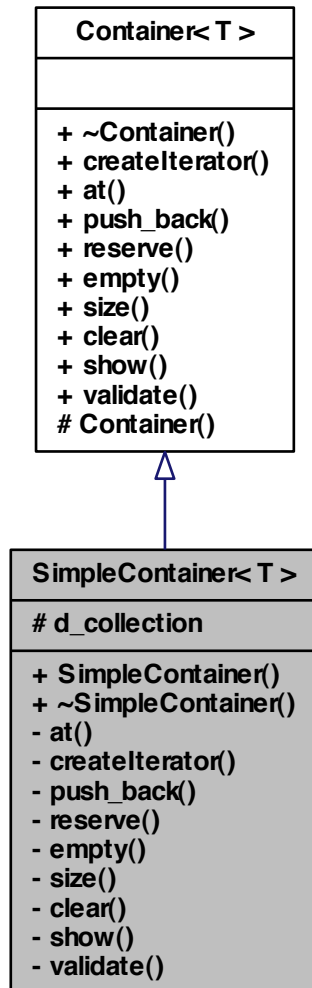 Container< T >
+ ~Container()
+ createIterator()
+ at()
+ push_back()
+ reserve()
+ empty()
+ size()
+ clear()
+ show()
+ validate()
# Container()
SimpleContainer< T >
# d_collection
+ SimpleContainer()
+ ~SimpleContainer()
- at()
- createIterator()
- push_back()
- reserve()
- empty()
- size()
- clear()
- show()
- validate()